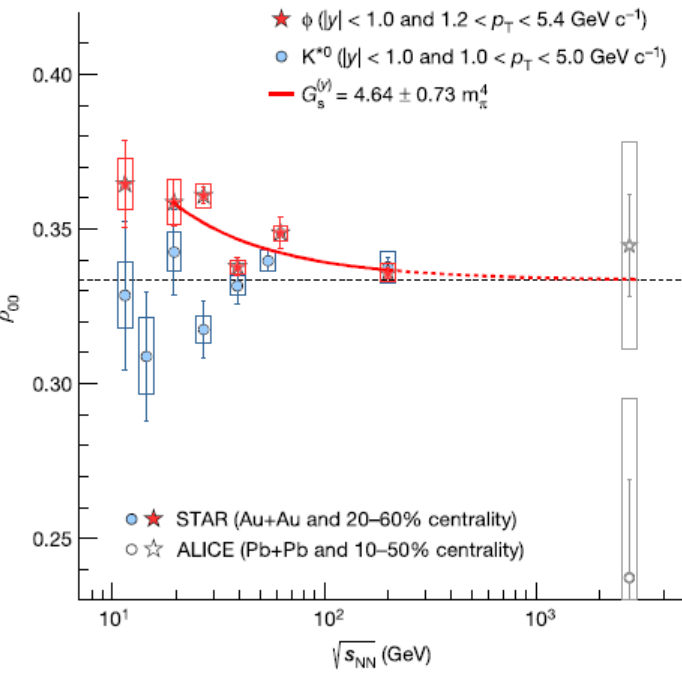 ϕ (|y| < 1.0 and 1.2 < pT < 5.4 GeV c⁻¹)
K*⁰ (|y| < 1.0 and 1.0 < pT < 5.0 GeV c⁻¹)
Gs(y) = 4.64 ± 0.73 mπ⁴
0.40
0.35
ρ00
0.30
0.25
STAR (Au+Au and 20–60% centrality)
ALICE (Pb+Pb and 10–50% centrality)
10¹ 10² 10³
√sNN (GeV)